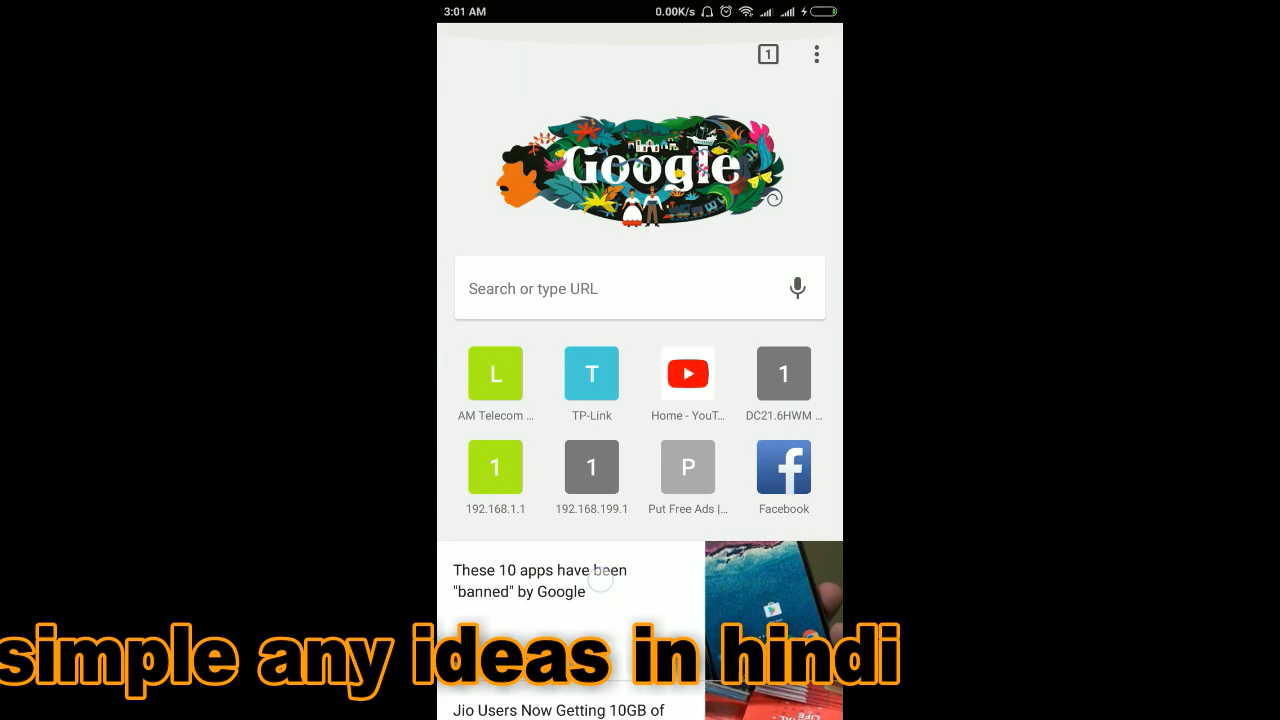 3:01 AM 0.00K/s
1
Google
Search or type URL
L T 1
AM Telecom ... TP-Link Home - YouT... DC21.6HWM ...
1 1 P f
192.168.1.1 192.168.199.1 Put Free Ads |... Facebook
These 10 apps have been
"banned" by Google
simple any ideas in hindi
Jio Users Now Getting 10GB of